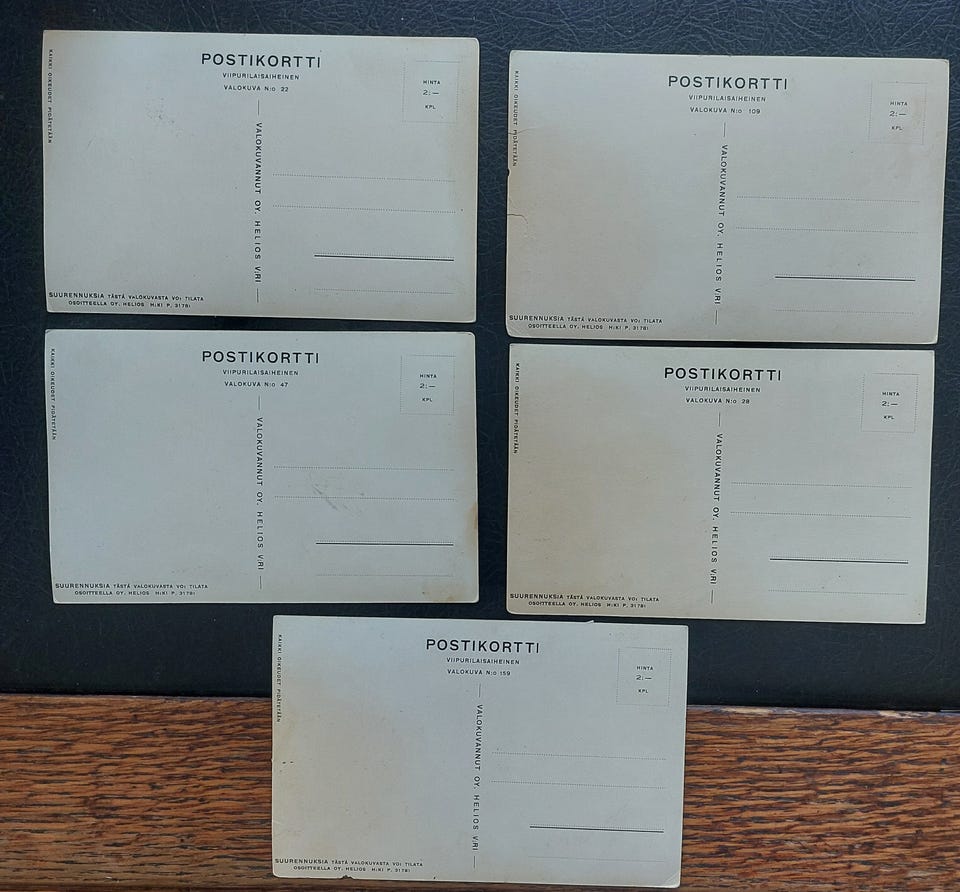 KAIKKI OIKEUDET PIDÄTETÄÄN
POSTIKORTTI
VIIPURILAISAIHEINEN
VALOKUVA N:o 22
HINTA
2:—
KPL
VALOKUVANNUT OY. HELIOS V:RI
SUURENNUKSIA TÄSTÄ VALOKUVASTA VOI TILATA
OSOITTEELLA OY. HELIOS H:KI P. 31781
KAIKKI OIKEUDET PIDÄTETÄÄN
POSTIKORTTI
VIIPURILAISAIHEINEN
VALOKUVA N:o 109
HINTA
2:—
KPL
VALOKUVANNUT OY. HELIOS V:RI
SUURENNUKSIA TÄSTÄ VALOKUVASTA VOI TILATA
OSOITTEELLA OY. HELIOS H:KI P. 31781
KAIKKI OIKEUDET PIDÄTETÄÄN
POSTIKORTTI
VIIPURILAISAIHEINEN
VALOKUVA N:o 47
HINTA
2:—
KPL
VALOKUVANNUT OY. HELIOS V:RI
SUURENNUKSIA TÄSTÄ VALOKUVASTA VOI TILATA
OSOITTEELLA OY. HELIOS H:KI P. 31781
KAIKKI OIKEUDET PIDÄTETÄÄN
POSTIKORTTI
VIIPURILAISAIHEINEN
VALOKUVA N:o 28
HINTA
2:—
KPL
VALOKUVANNUT OY. HELIOS V:RI
SUURENNUKSIA TÄSTÄ VALOKUVASTA VOI TILATA
OSOITTEELLA OY. HELIOS H:KI P. 31781
KAIKKI OIKEUDET PIDÄTETÄÄN
POSTIKORTTI
VIIPURILAISAIHEINEN
VALOKUVA N:o 159
HINTA
2:—
KPL
VALOKUVANNUT OY. HELIOS V:RI
SUURENNUKSIA TÄSTÄ VALOKUVASTA VOI TILATA
OSOITTEELLA OY. HELIOS H:KI P. 31781